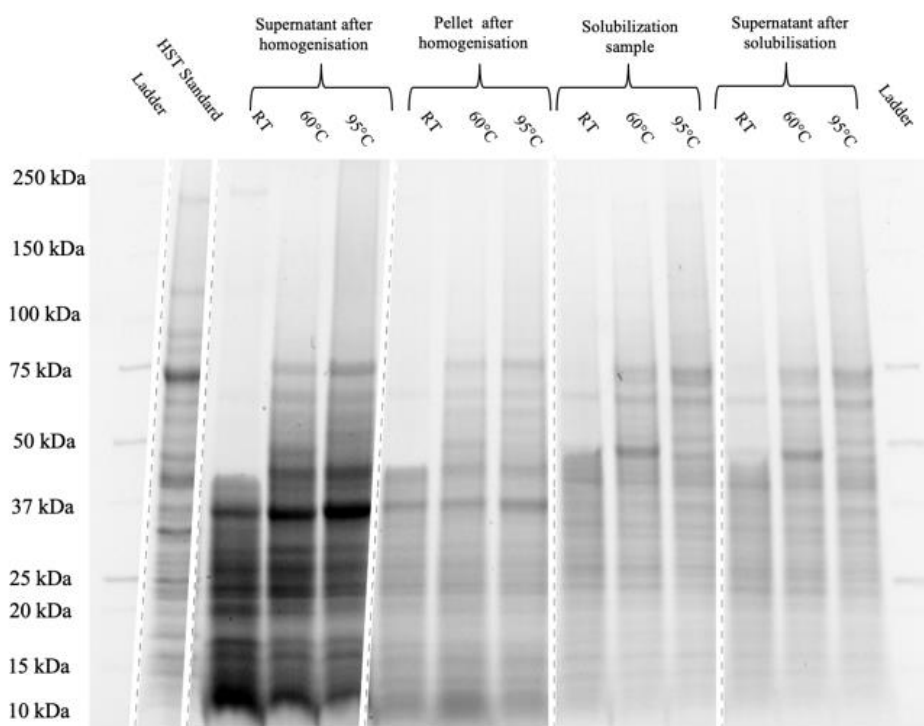 Supernatant after
homogenisation
Pellet after
homogenisation
Solubilization
sample
Supernatant after
solubilisation
Ladder
HST Standard
RT
60°C
95°C
RT
60°C
95°C
RT
60°C
95°C
RT
60°C
95°C
Ladder
250 kDa
150 kDa
100 kDa
75 kDa
50 kDa
37 kDa
25 kDa
20 kDa
15 kDa
10 kDa